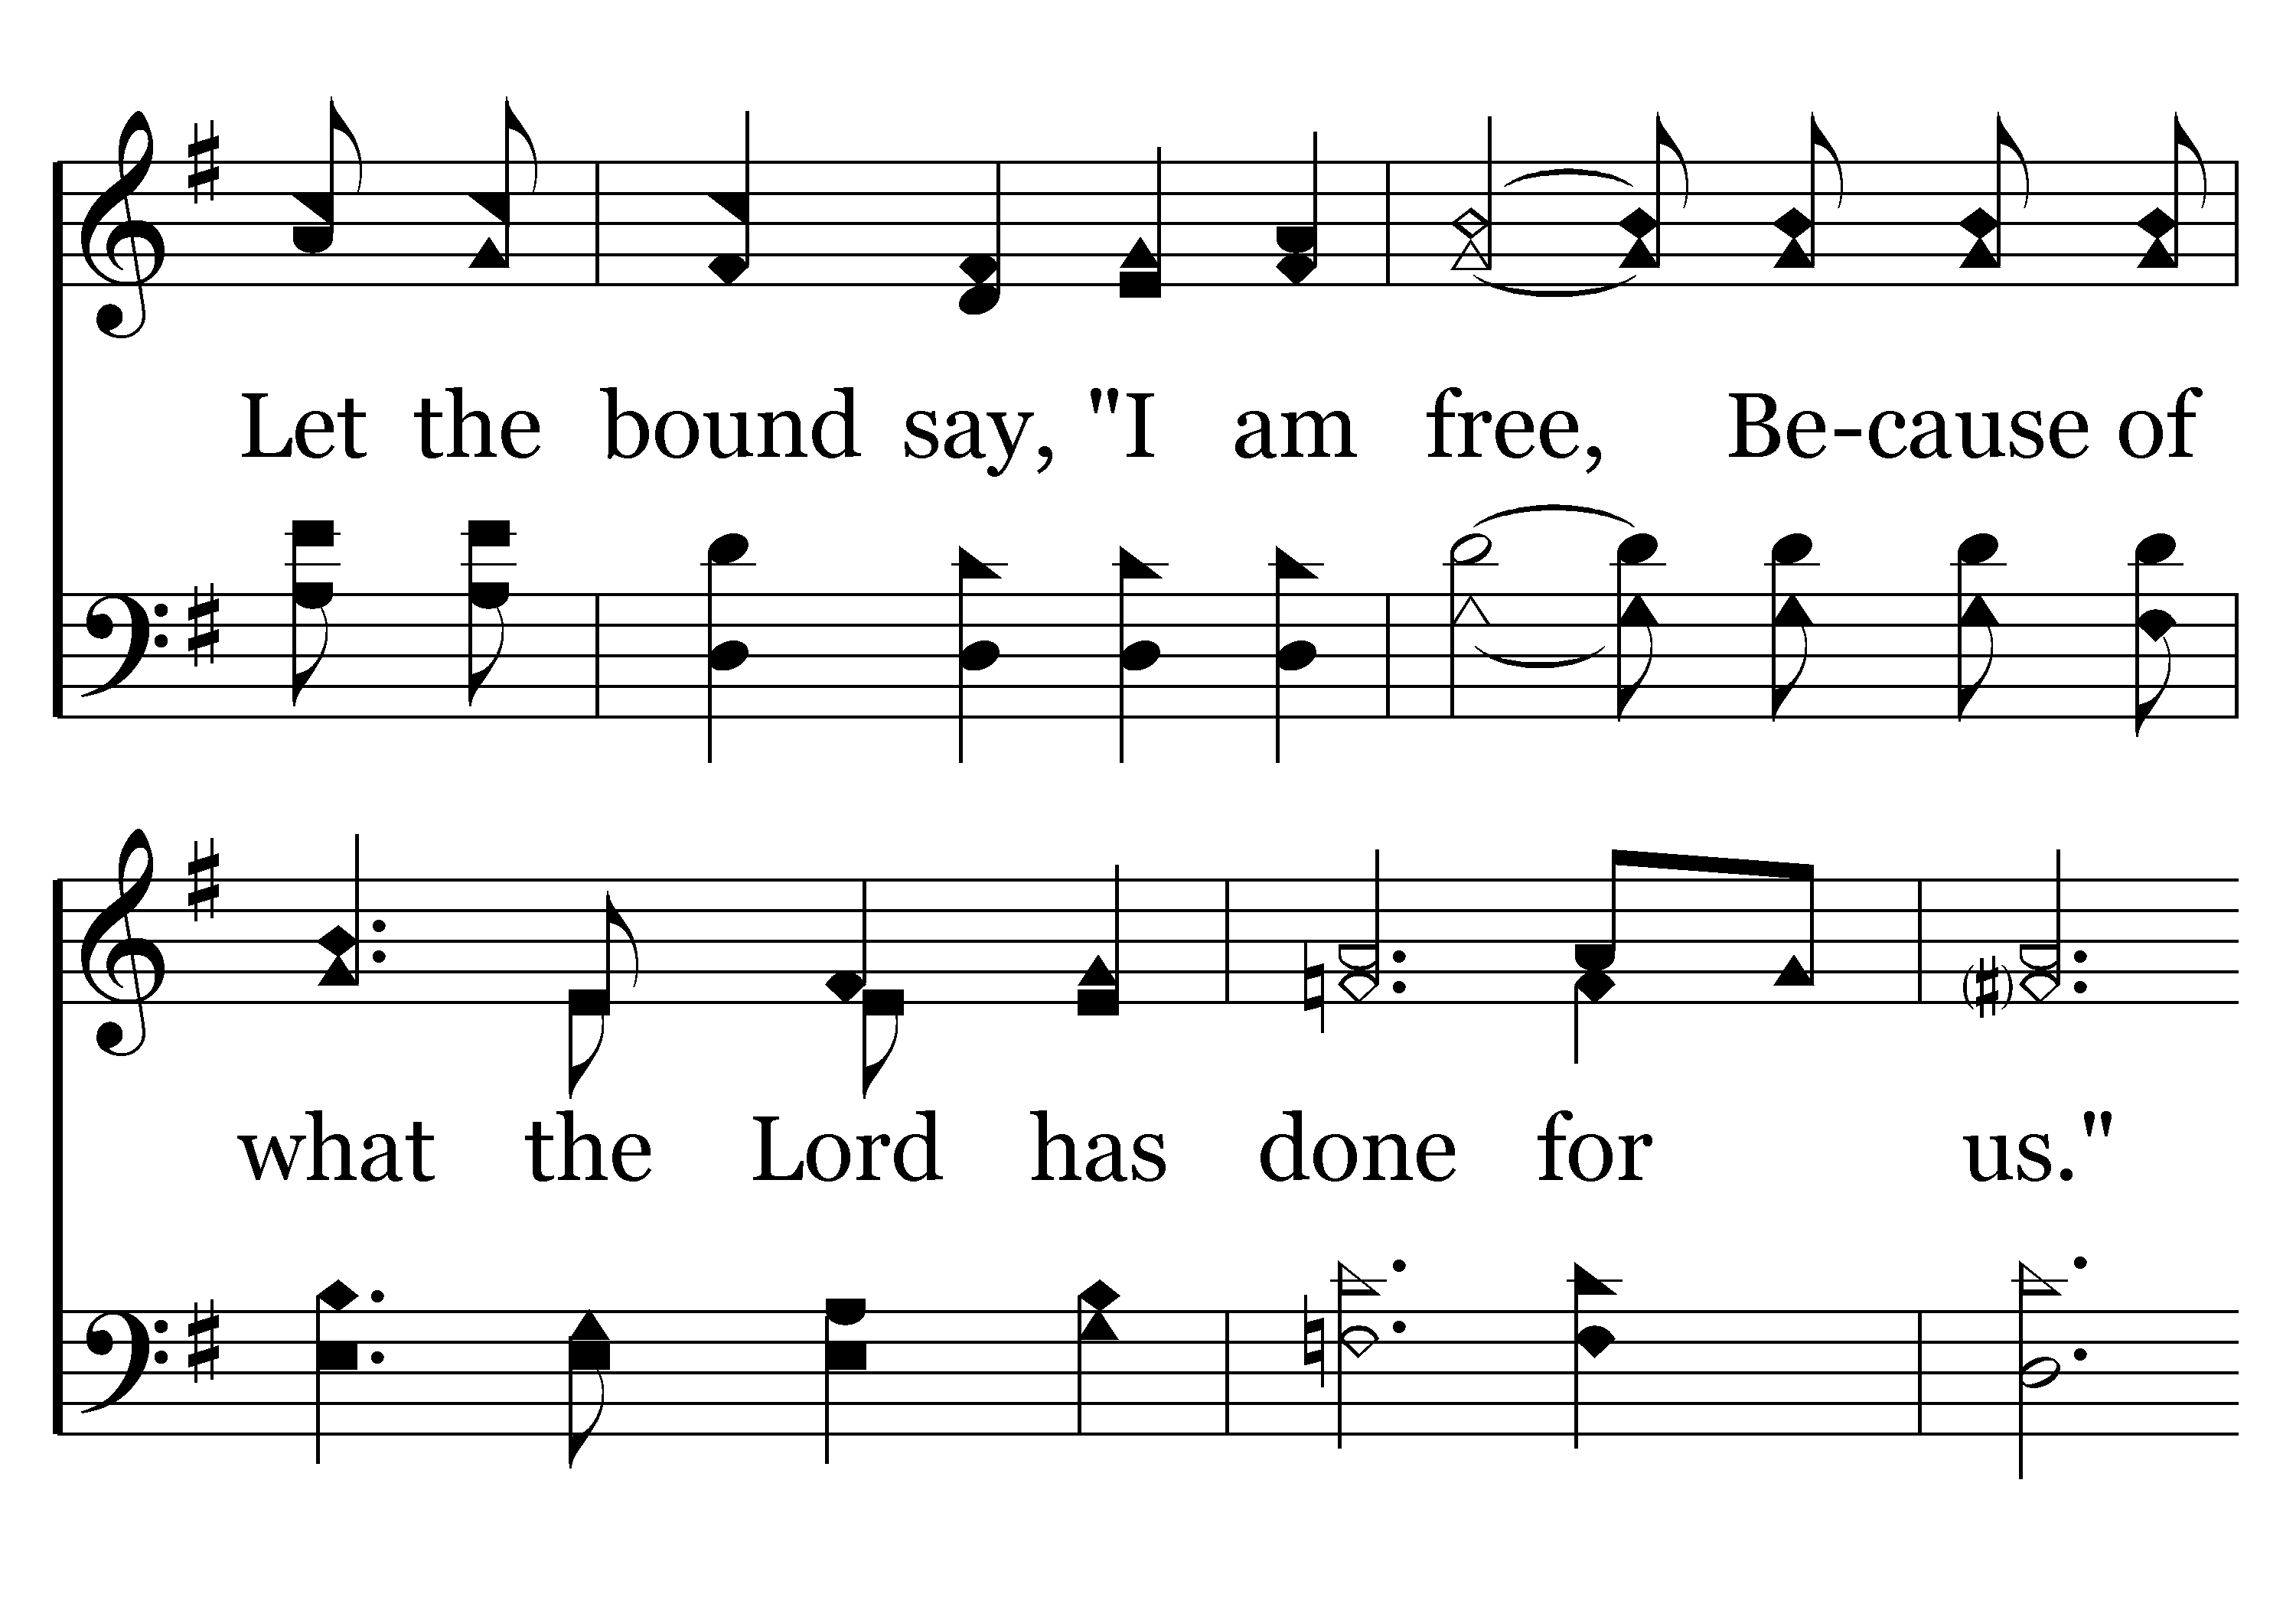 Let the bound say, "I am free, Be-cause of
what the Lord has done for us."